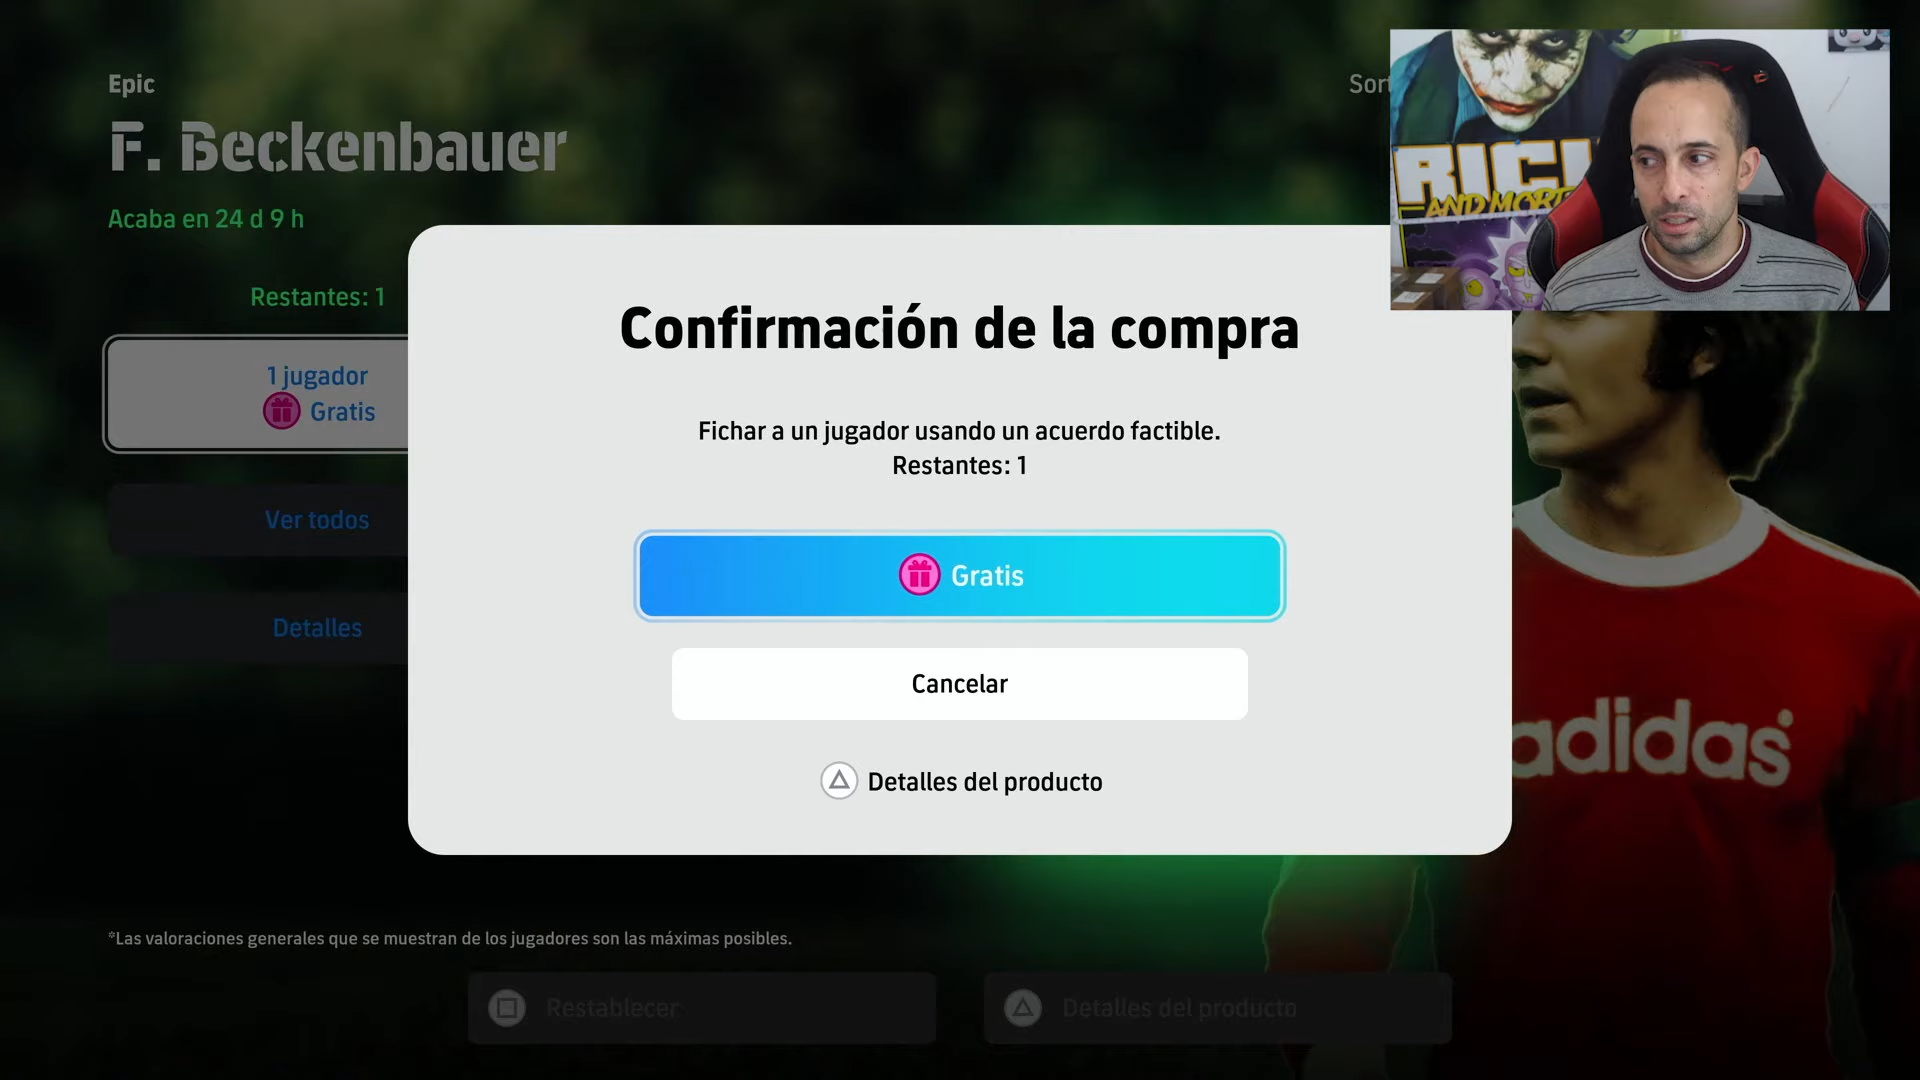 Epic
F. Beckenbauer
Acaba en 24 d 9 h
Restantes: 1
1 jugador
Gratis
Ver todos
Detalles
Confirmación de la compra
Fichar a un jugador usando un acuerdo factible.
Restantes: 1
Gratis
Cancelar
Detalles del producto
adidas
*Las valoraciones generales que se muestran de los jugadores son las máximas posibles.
Restablecer
Detalles del producto